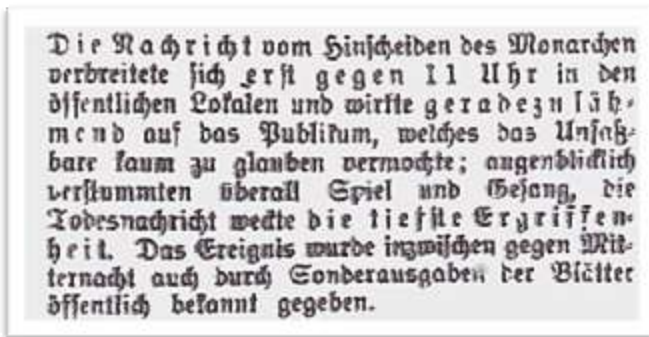 Die Nachricht vom Hinscheiden des Monarchen
verbreitete sich erst gegen 11 Uhr in den
öffentlichen Lokalen und wirkte geradezu läh-
mend auf das Publikum, welches das Unfaß-
bare kaum zu glauben vermochte; augenblicklich
verstummten überall Spiel und Gesang, die
Todesnachricht weckte die tiefste Ergriffen-
heit. Das Ereignis wurde inzwischen gegen Mit-
ternacht auch durch Sonderausgaben der Blätter
öffentlich bekannt gegeben.